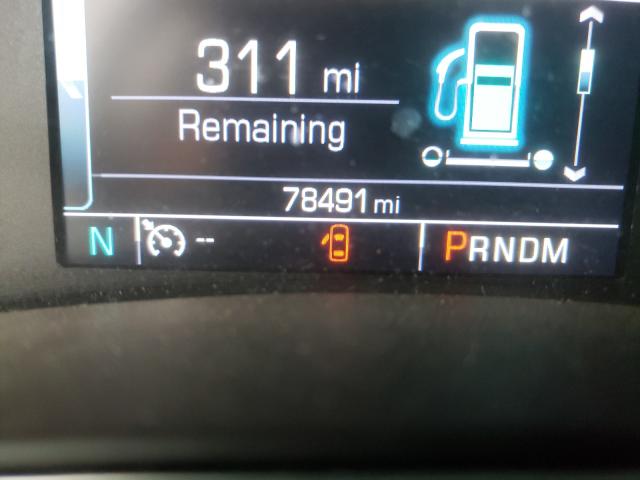 311 mi
Remaining
78491 mi
N -- PRNDM